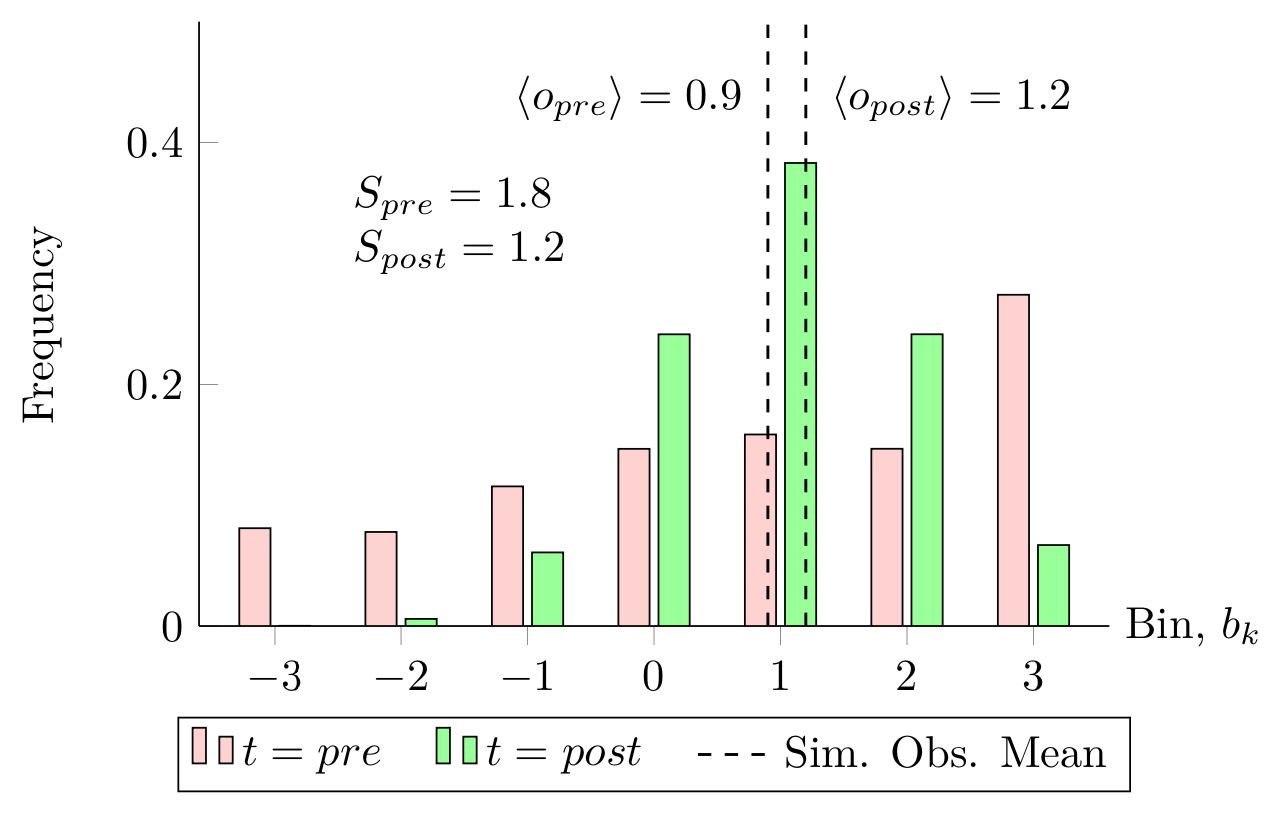 ⟨o_pre⟩ = 0.9
⟨o_post⟩ = 1.2
0.4
S_pre = 1.8
S_post = 1.2
Frequency
0.2
0
Bin, b_k
−3 −2 −1 0 1 2 3
t = pre t = post Sim. Obs. Mean